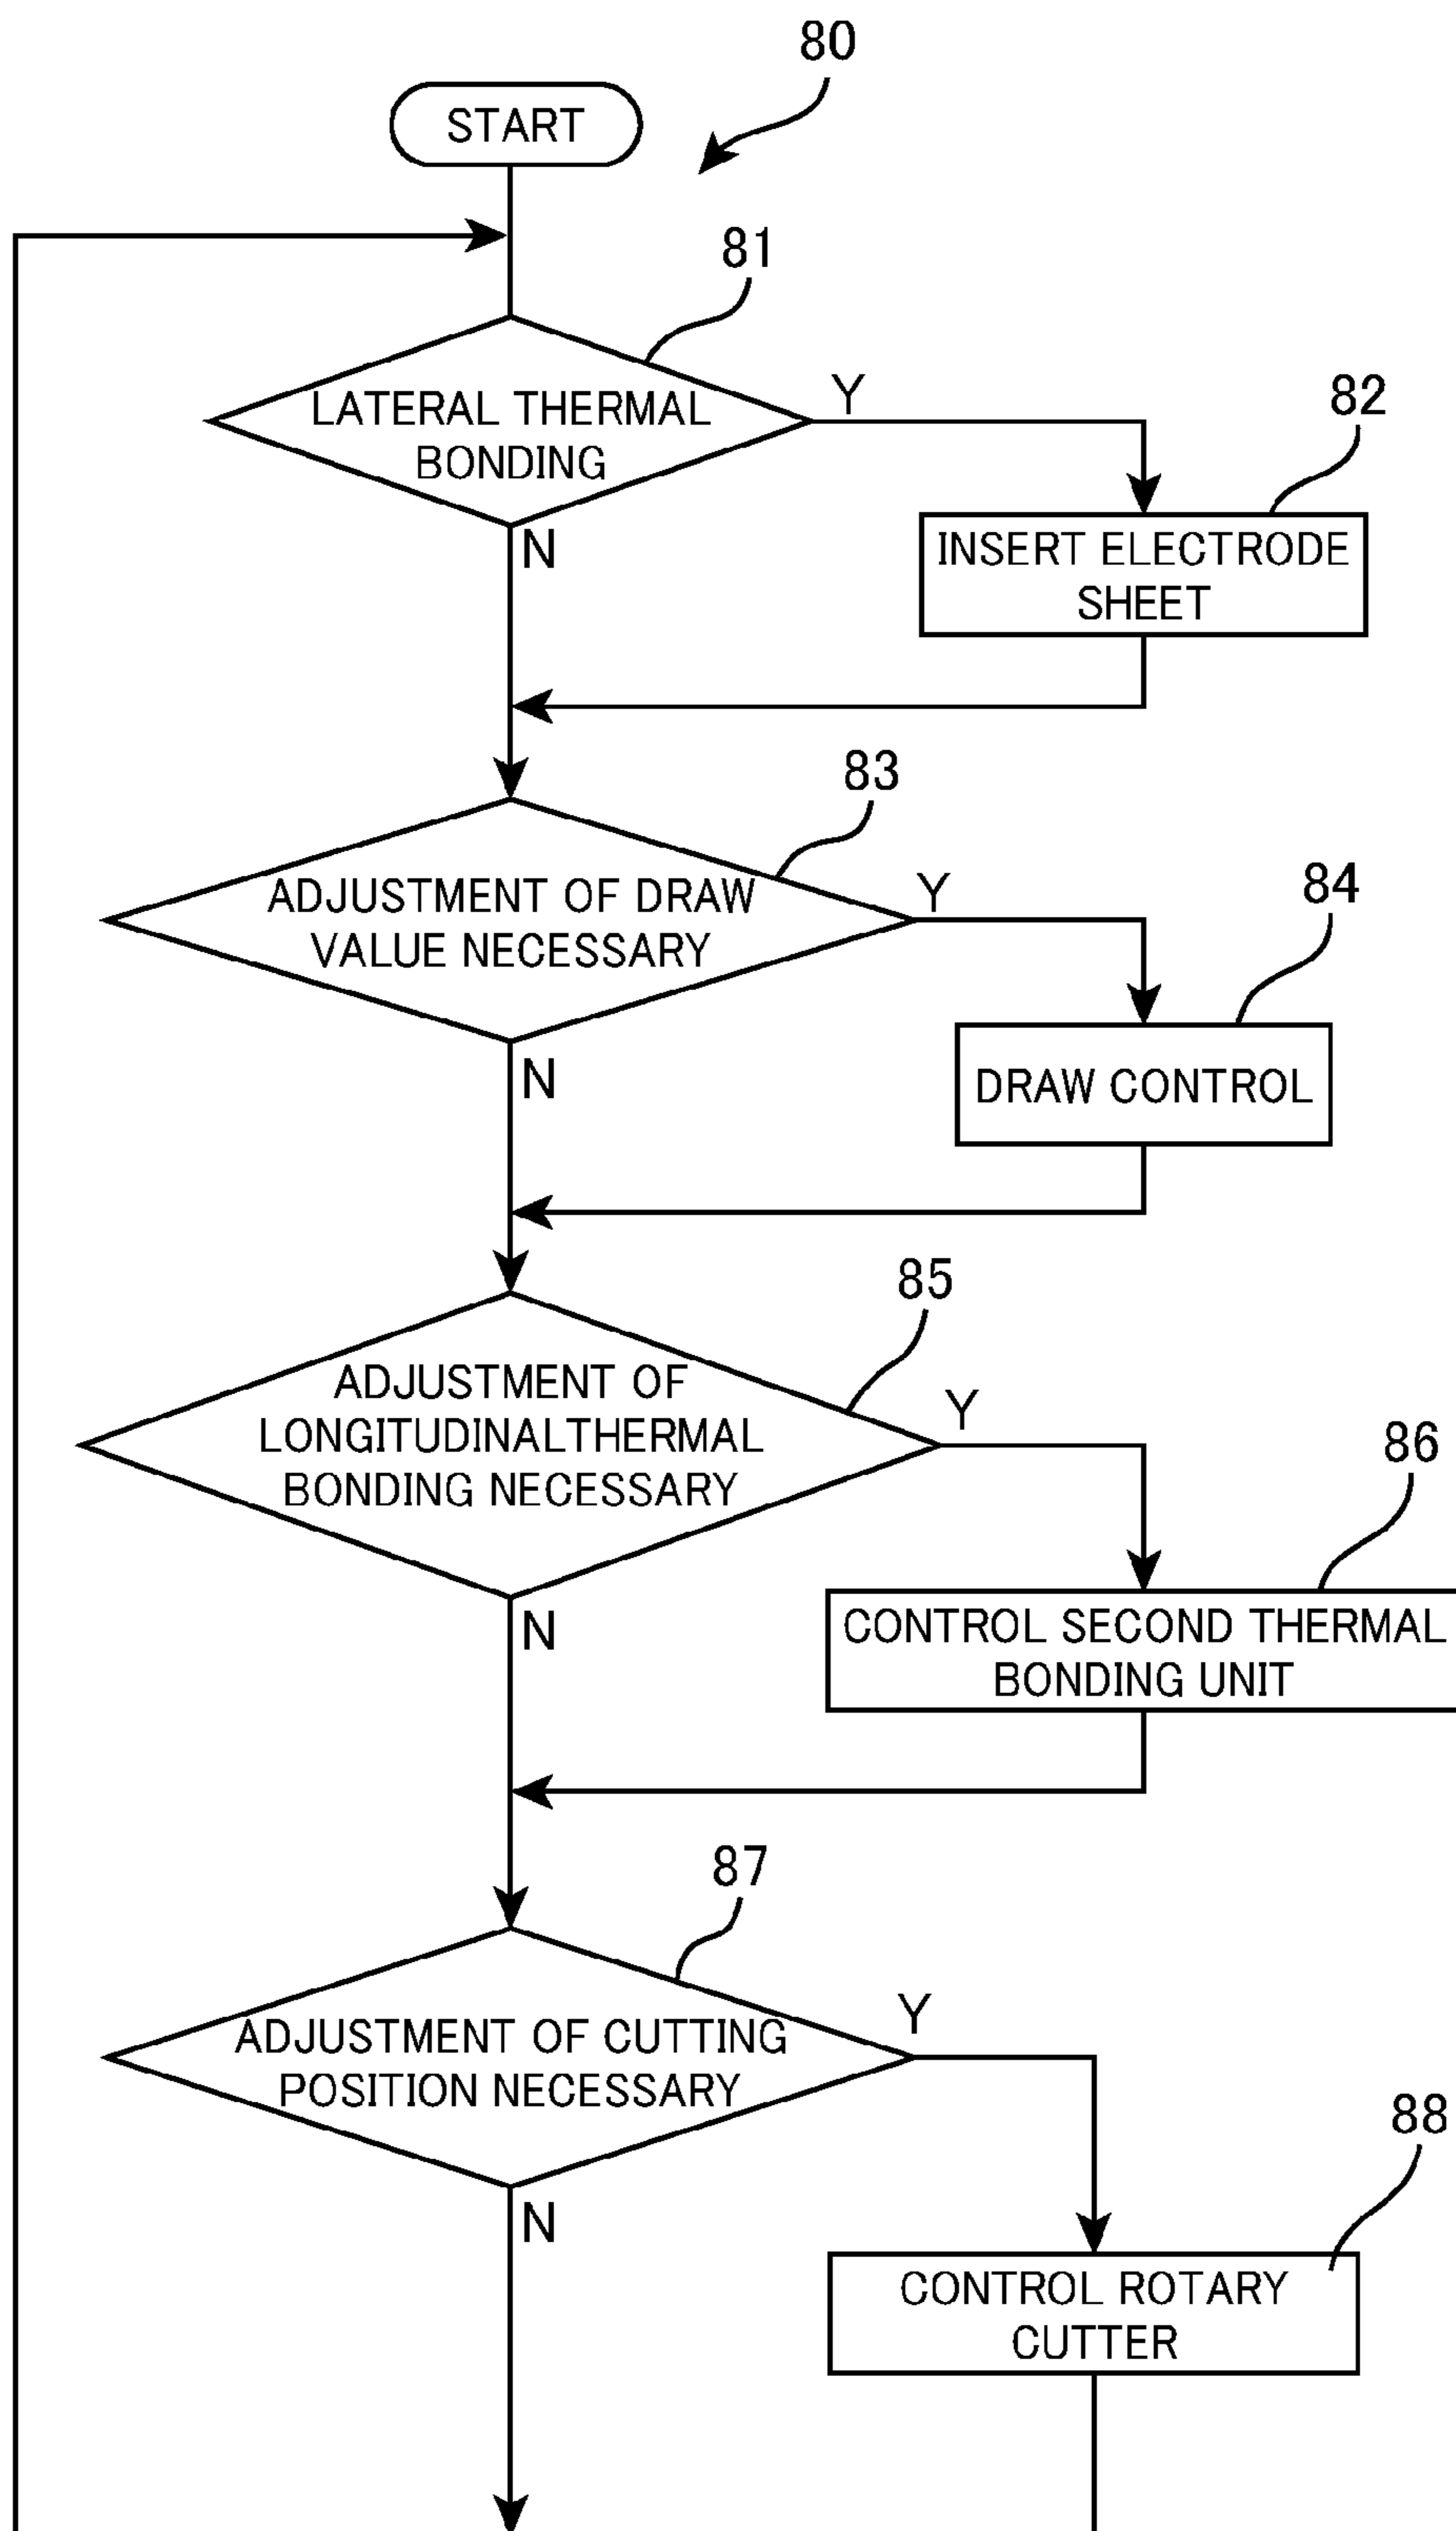 80
START
81
LATERAL THERMAL
BONDING
Y
N
82
INSERT ELECTRODE
SHEET
83
ADJUSTMENT OF DRAW
VALUE NECESSARY
Y
N
84
DRAW CONTROL
85
ADJUSTMENT OF
LONGITUDINALTHERMAL
BONDING NECESSARY
Y
N
86
CONTROL SECOND THERMAL
BONDING UNIT
87
ADJUSTMENT OF CUTTING
POSITION NECESSARY
Y
N
88
CONTROL ROTARY
CUTTER